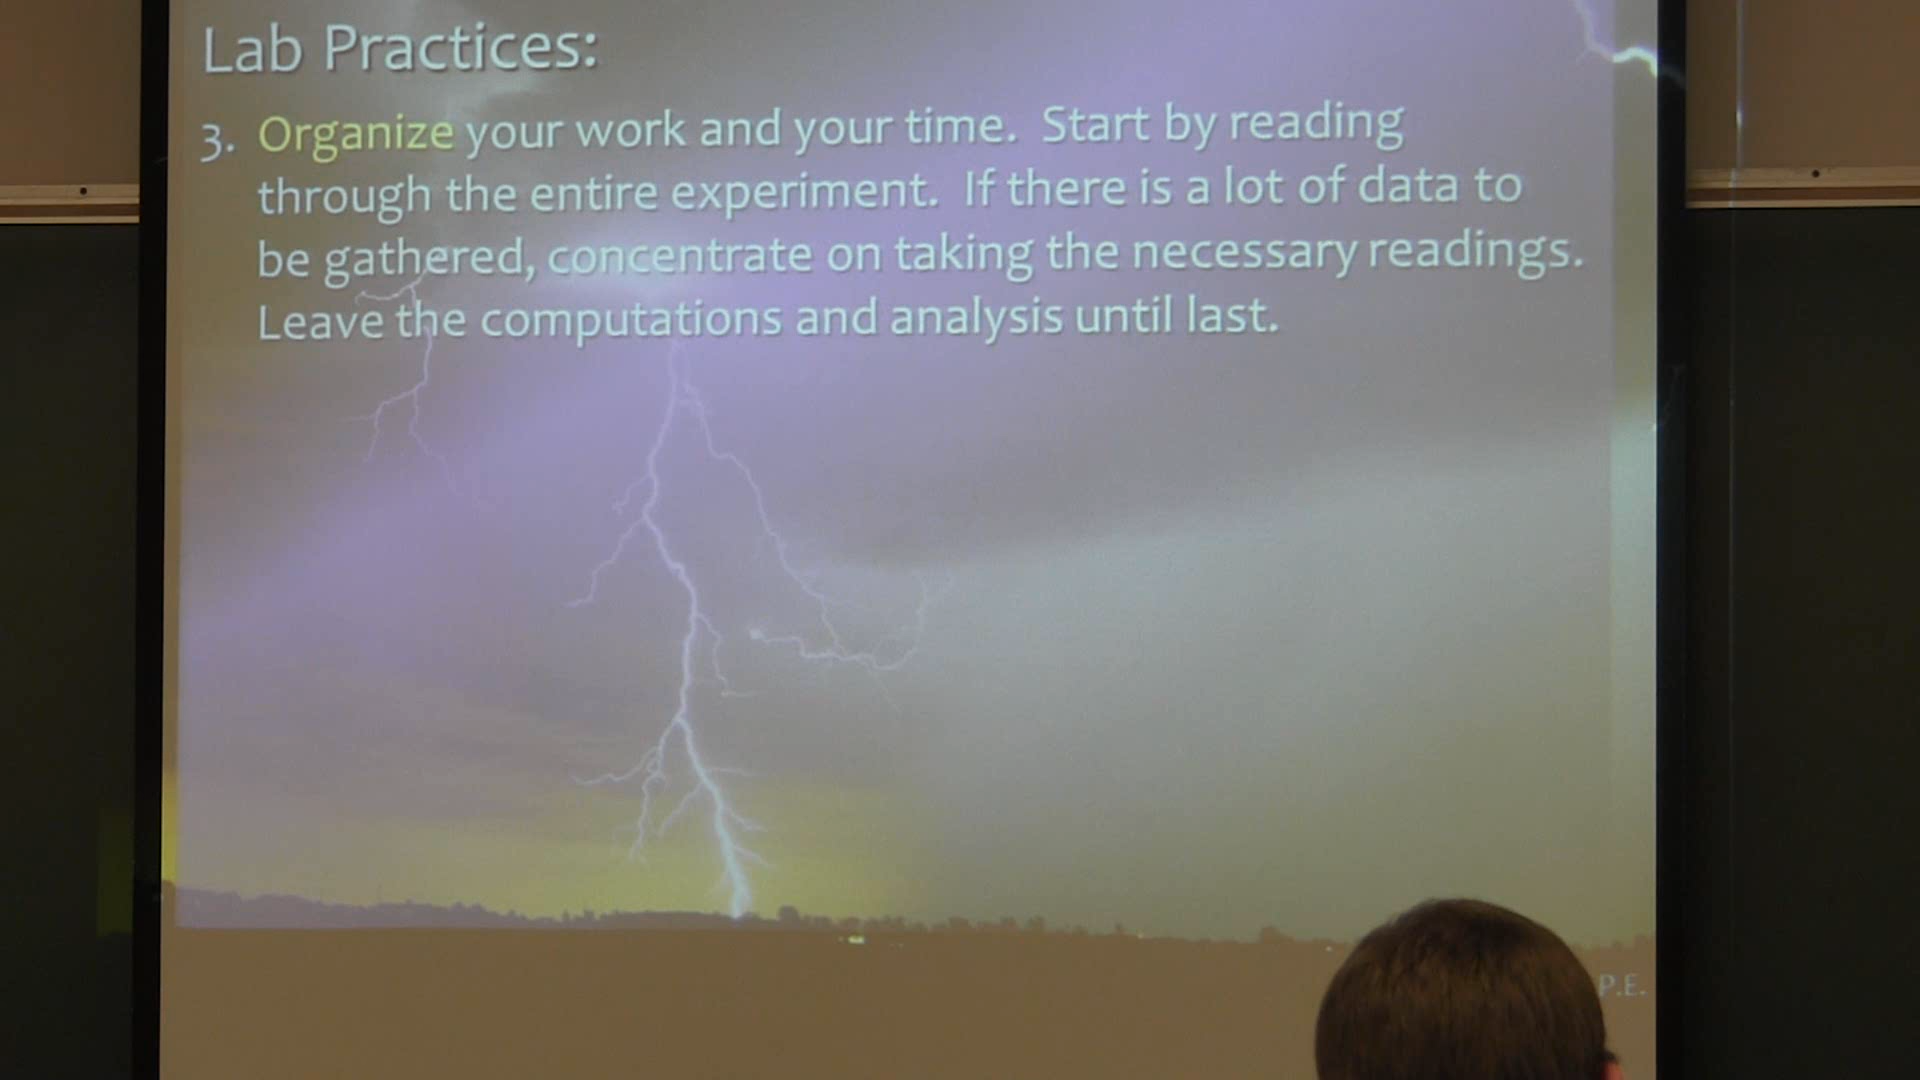 Lab Practices:
3. Organize your work and your time. Start by reading
through the entire experiment. If there is a lot of data to
be gathered, concentrate on taking the necessary readings.
Leave the computations and analysis until last.
P.E.